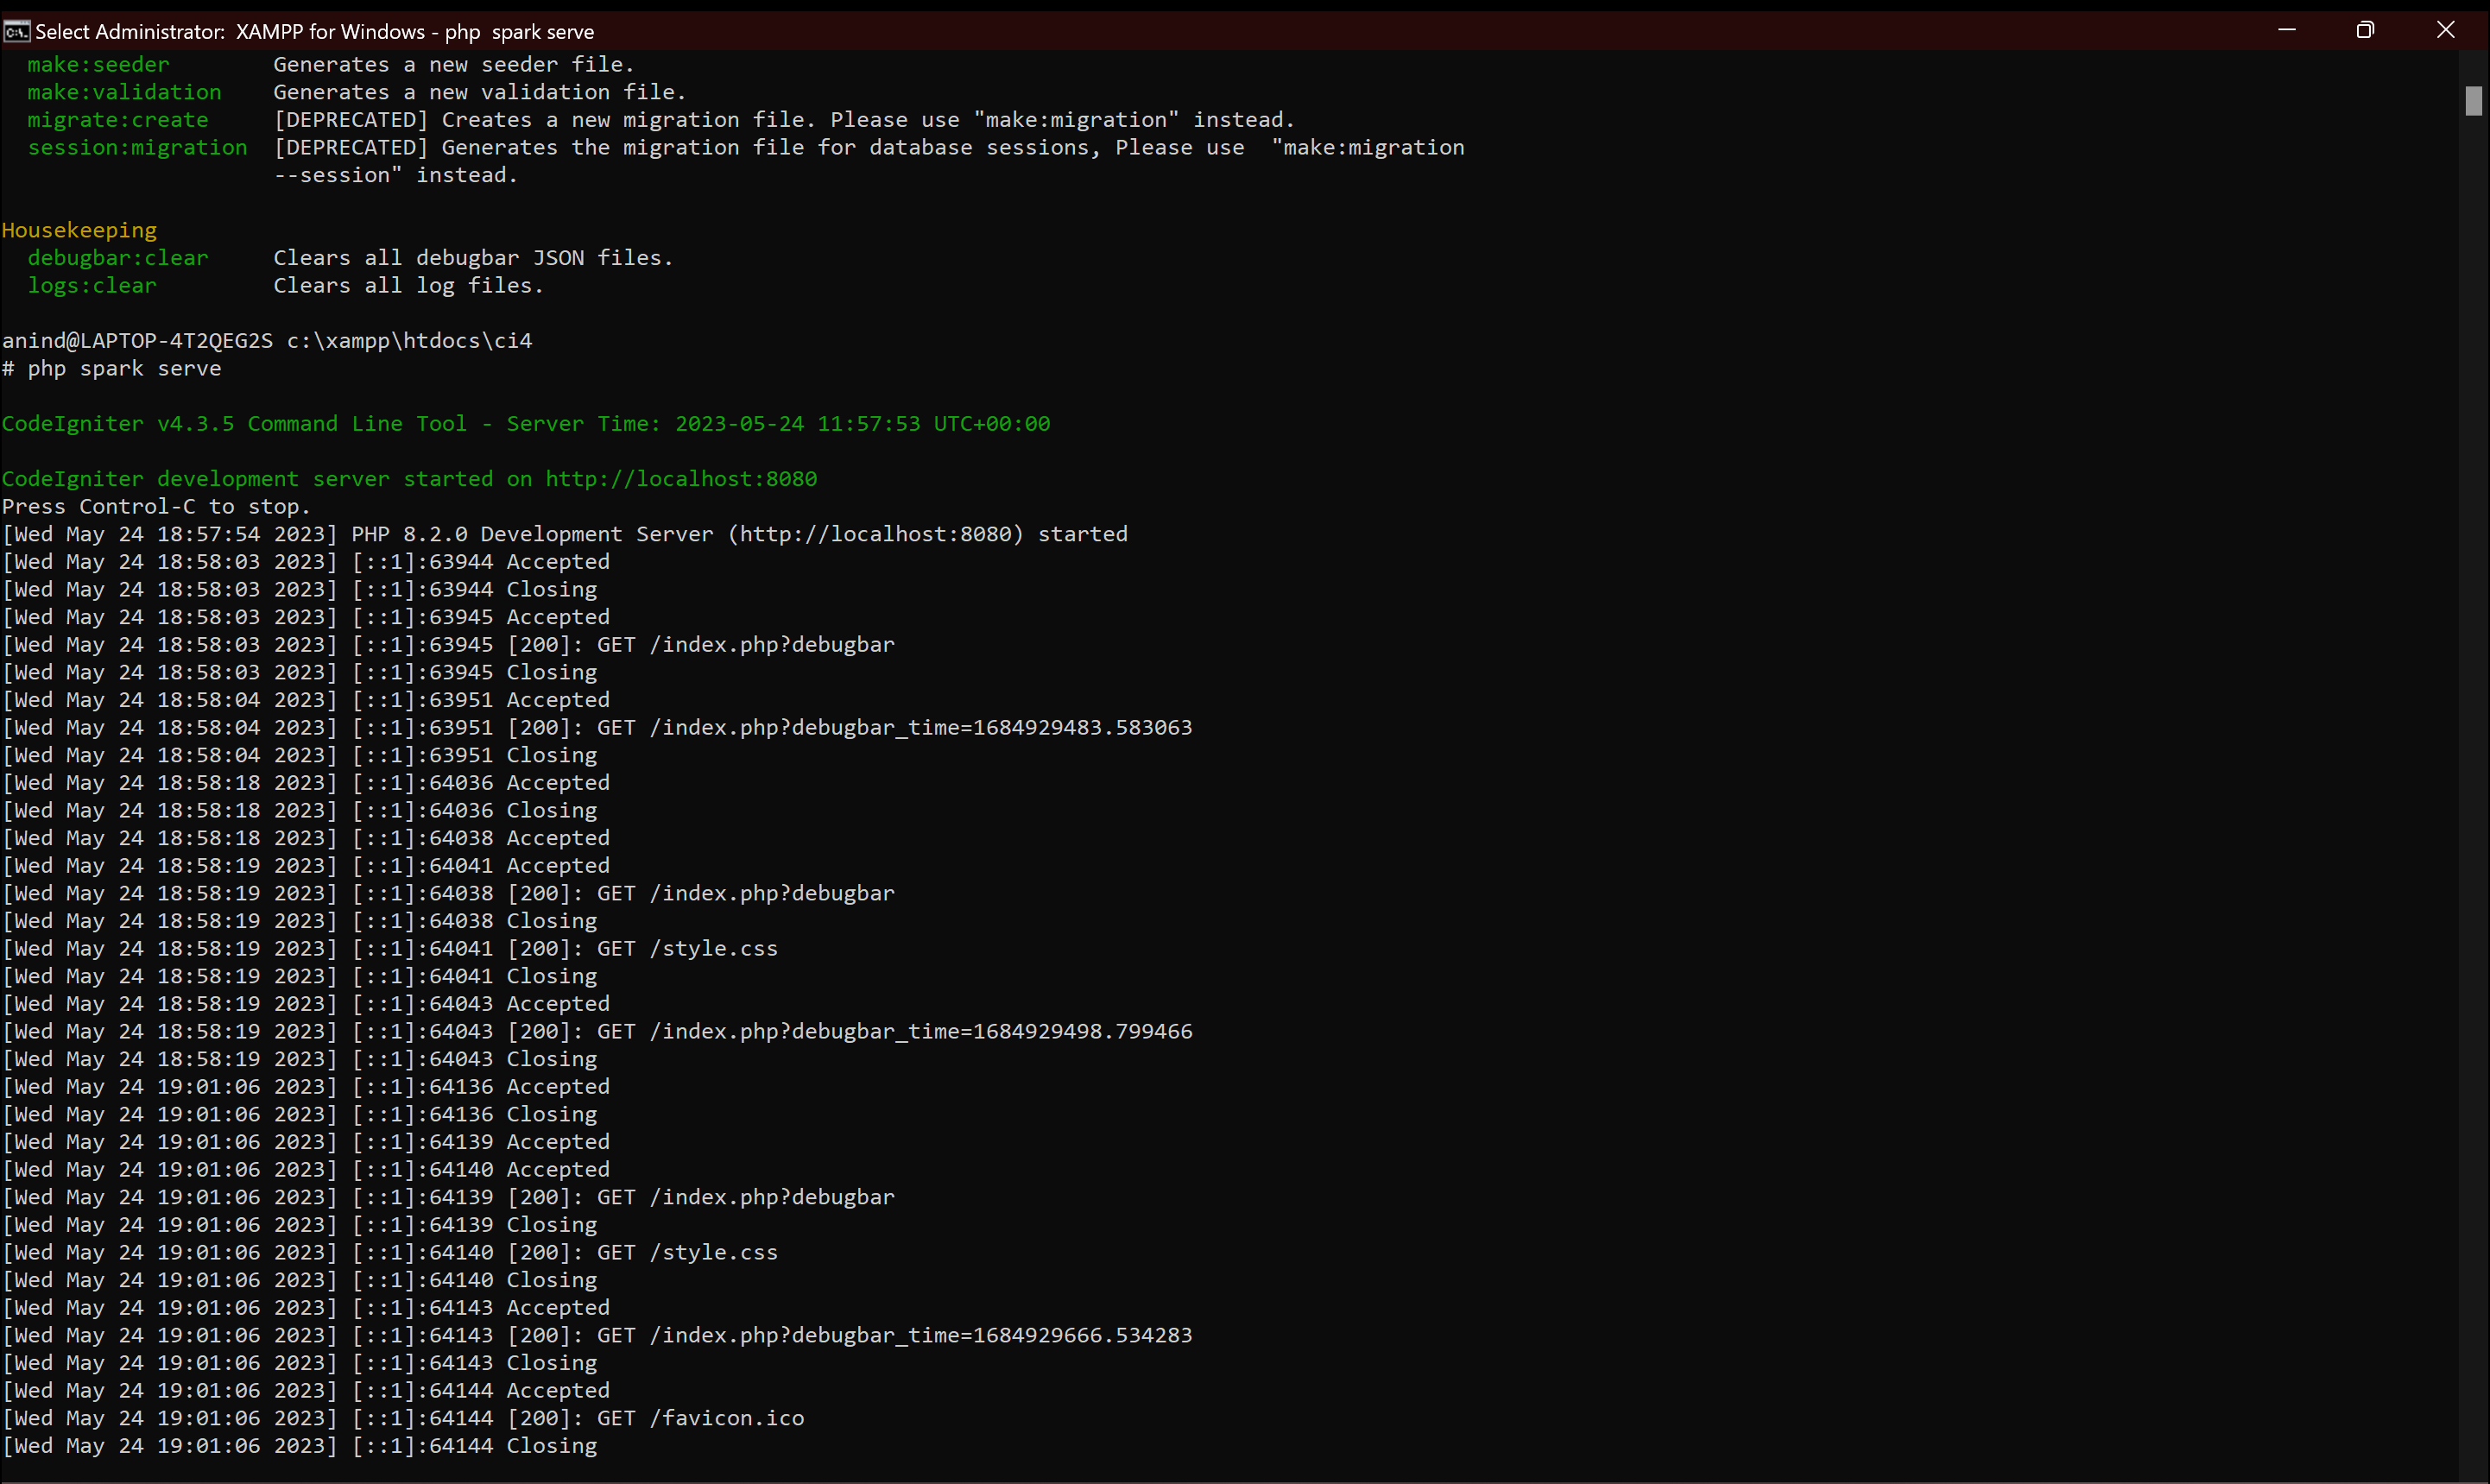 Select Administrator:  XAMPP for Windows - php  spark serve
make:seeder        Generates a new seeder file.
make:validation    Generates a new validation file.
migrate:create     [DEPRECATED] Creates a new migration file. Please use "make:migration" instead.
session:migration  [DEPRECATED] Generates the migration file for database sessions, Please use  "make:migration
--session" instead.
Housekeeping
debugbar:clear     Clears all debugbar JSON files.
logs:clear         Clears all log files.
anind@LAPTOP-4T2QEG2S c:\xampp\htdocs\ci4
# php spark serve
CodeIgniter v4.3.5 Command Line Tool - Server Time: 2023-05-24 11:57:53 UTC+00:00
CodeIgniter development server started on http://localhost:8080
Press Control-C to stop.
[Wed May 24 18:57:54 2023] PHP 8.2.0 Development Server (http://localhost:8080) started
[Wed May 24 18:58:03 2023] [::1]:63944 Accepted
[Wed May 24 18:58:03 2023] [::1]:63944 Closing
[Wed May 24 18:58:03 2023] [::1]:63945 Accepted
[Wed May 24 18:58:03 2023] [::1]:63945 [200]: GET /index.php?debugbar
[Wed May 24 18:58:03 2023] [::1]:63945 Closing
[Wed May 24 18:58:04 2023] [::1]:63951 Accepted
[Wed May 24 18:58:04 2023] [::1]:63951 [200]: GET /index.php?debugbar_time=1684929483.583063
[Wed May 24 18:58:04 2023] [::1]:63951 Closing
[Wed May 24 18:58:18 2023] [::1]:64036 Accepted
[Wed May 24 18:58:18 2023] [::1]:64036 Closing
[Wed May 24 18:58:18 2023] [::1]:64038 Accepted
[Wed May 24 18:58:19 2023] [::1]:64041 Accepted
[Wed May 24 18:58:19 2023] [::1]:64038 [200]: GET /index.php?debugbar
[Wed May 24 18:58:19 2023] [::1]:64038 Closing
[Wed May 24 18:58:19 2023] [::1]:64041 [200]: GET /style.css
[Wed May 24 18:58:19 2023] [::1]:64041 Closing
[Wed May 24 18:58:19 2023] [::1]:64043 Accepted
[Wed May 24 18:58:19 2023] [::1]:64043 [200]: GET /index.php?debugbar_time=1684929498.799466
[Wed May 24 18:58:19 2023] [::1]:64043 Closing
[Wed May 24 19:01:06 2023] [::1]:64136 Accepted
[Wed May 24 19:01:06 2023] [::1]:64136 Closing
[Wed May 24 19:01:06 2023] [::1]:64139 Accepted
[Wed May 24 19:01:06 2023] [::1]:64140 Accepted
[Wed May 24 19:01:06 2023] [::1]:64139 [200]: GET /index.php?debugbar
[Wed May 24 19:01:06 2023] [::1]:64139 Closing
[Wed May 24 19:01:06 2023] [::1]:64140 [200]: GET /style.css
[Wed May 24 19:01:06 2023] [::1]:64140 Closing
[Wed May 24 19:01:06 2023] [::1]:64143 Accepted
[Wed May 24 19:01:06 2023] [::1]:64143 [200]: GET /index.php?debugbar_time=1684929666.534283
[Wed May 24 19:01:06 2023] [::1]:64143 Closing
[Wed May 24 19:01:06 2023] [::1]:64144 Accepted
[Wed May 24 19:01:06 2023] [::1]:64144 [200]: GET /favicon.ico
[Wed May 24 19:01:06 2023] [::1]:64144 Closing